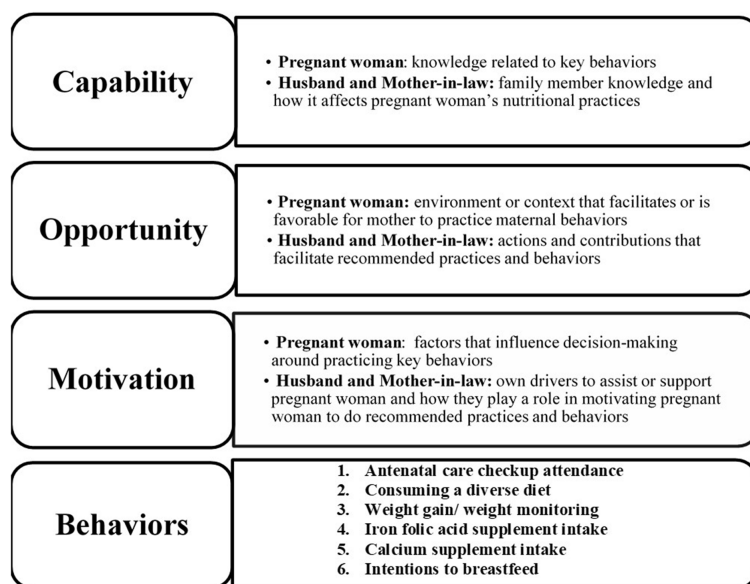 Capability
• Pregnant woman: knowledge related to key behaviors
• Husband and Mother-in-law: family member knowledge and
how it affects pregnant woman's nutritional practices
Opportunity
• Pregnant woman: environment or context that facilitates or is
favorable for mother to practice maternal behaviors
• Husband and Mother-in-law: actions and contributions that
facilitate recommended practices and behaviors
Motivation
• Pregnant woman: factors that influence decision-making
around practicing key behaviors
• Husband and Mother-in-law: own drivers to assist or support
pregnant woman and how they play a role in motivating pregnant
woman to do recommended practices and behaviors
Behaviors
1. Antenatal care checkup attendance
2. Consuming a diverse diet
3. Weight gain/ weight monitoring
4. Iron folic acid supplement intake
5. Calcium supplement intake
6. Intentions to breastfeed